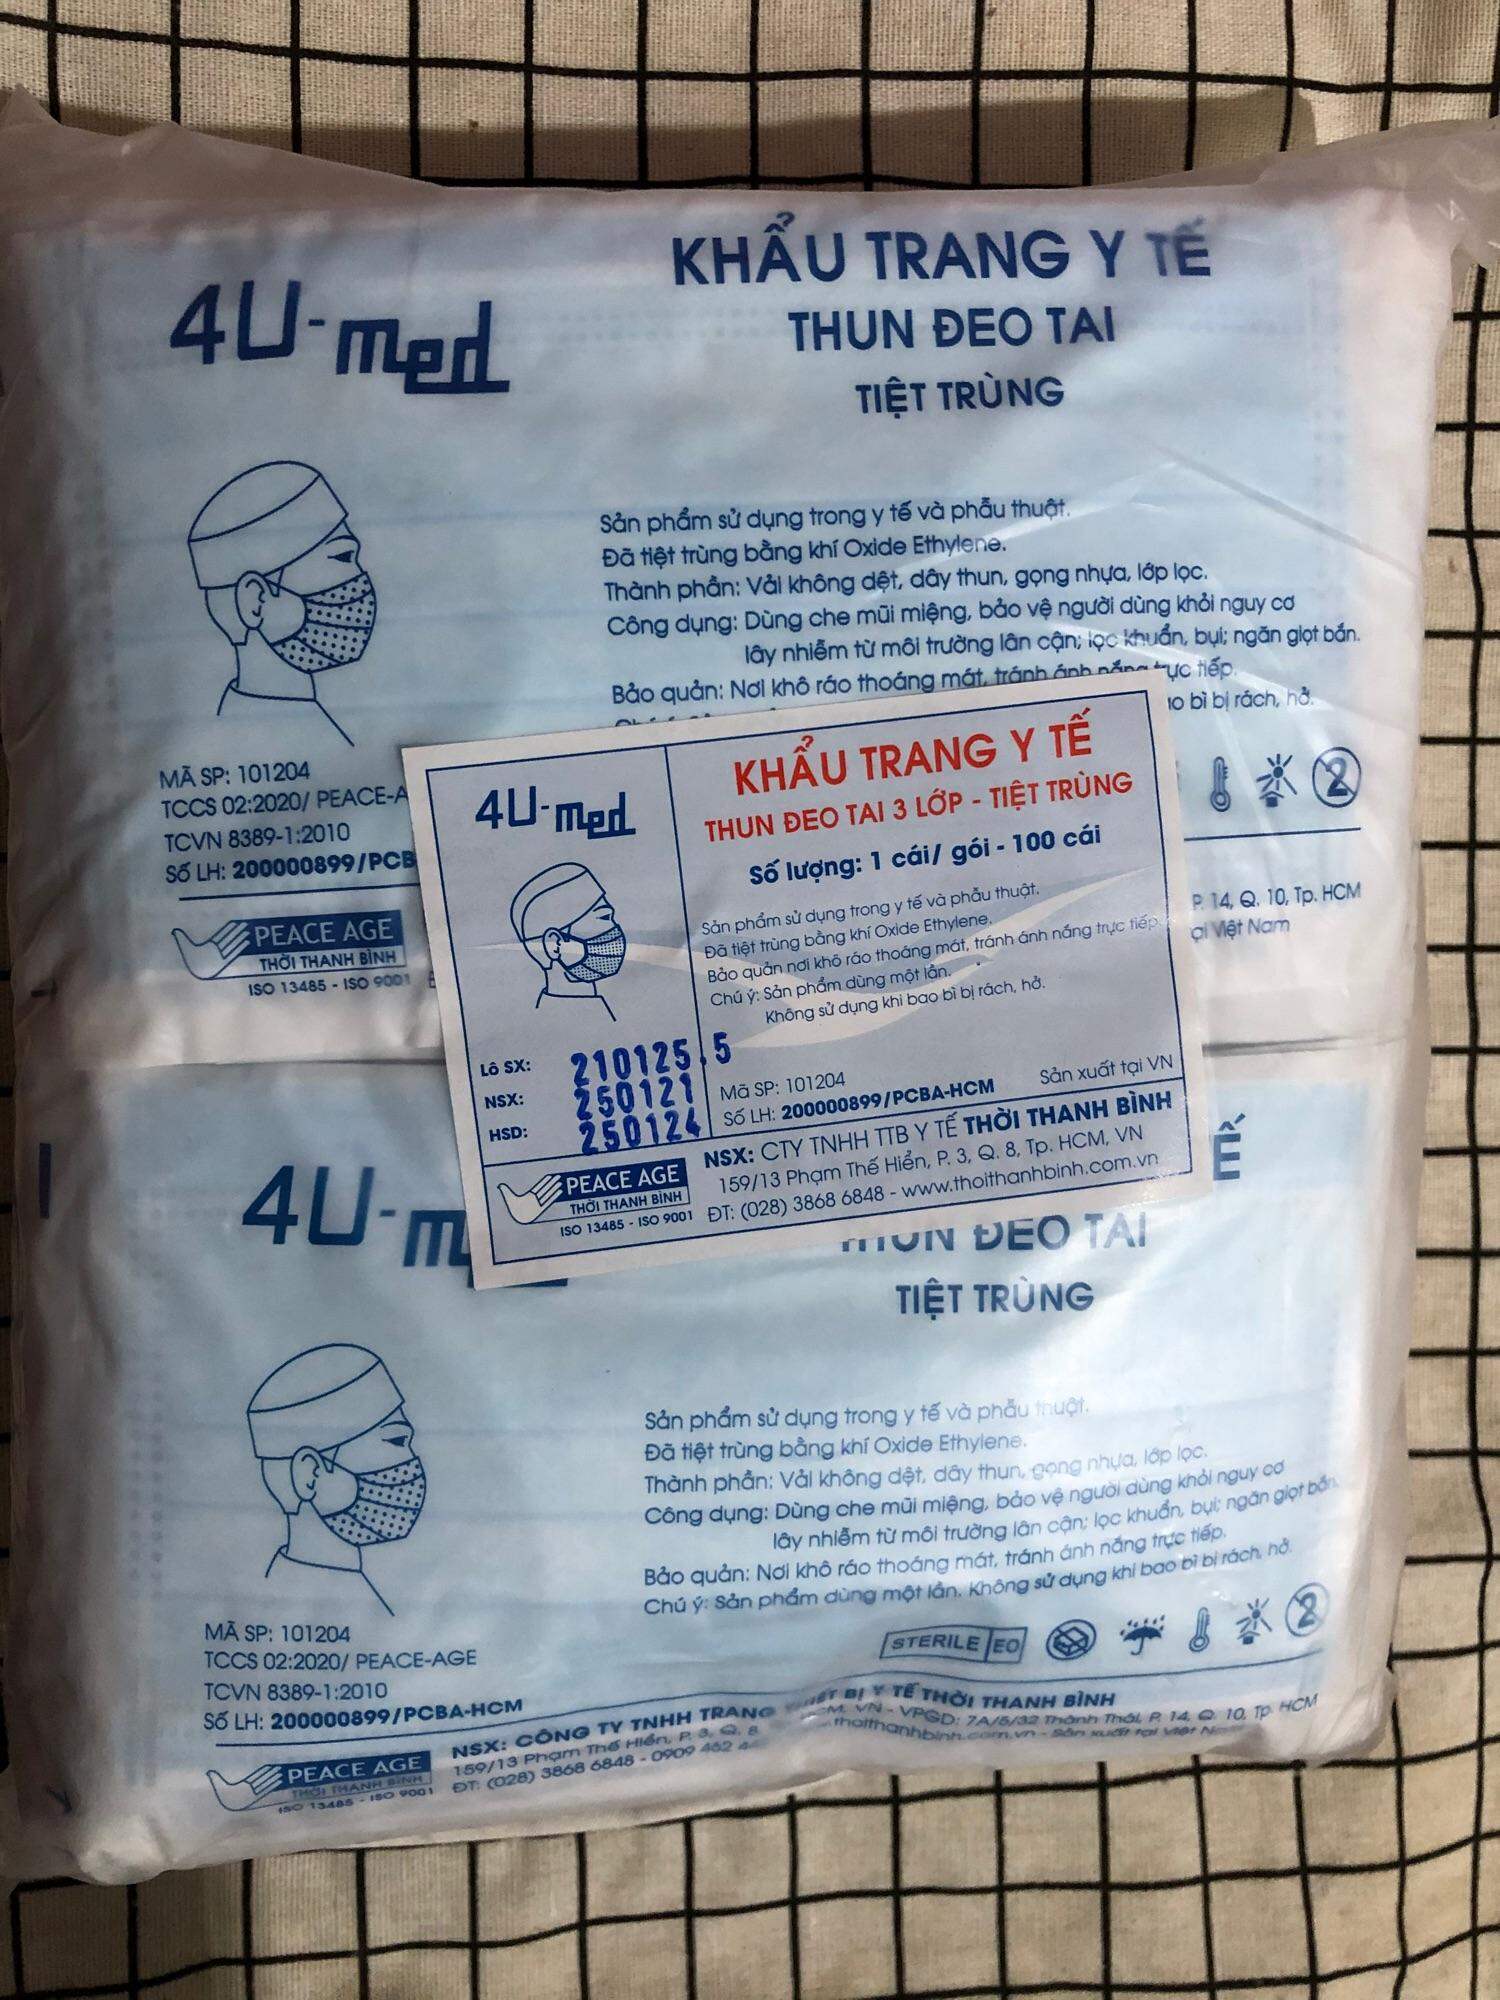 4U-med
KHẨU TRANG Y TẾ
THUN ĐEO TAI
TIỆT TRÙNG
Sản phẩm sử dụng trong y tế và phẫu thuật.
Đã tiệt trùng bằng khí Oxide Ethylene.
Thành phần: Vải không dệt, dây thun, gọng nhựa, lớp lọc.
Công dụng: Dùng che mũi miệng, bảo vệ người dùng khỏi nguy cơ
lây nhiễm từ môi trường lân cận; lọc khuẩn, bụi; ngăn giọt bắn.
Bảo quản: Nơi khô ráo thoáng mát, tránh ánh nắng trực tiếp.
bì bị rách, hở.
MÃ SP: 101204
TCCS 02:2020/ PEACE-A
TCVN 8389-1:2010
Số LH: 200000899/PCB
PEACE AGE
THỜI THANH BÌNH
ISO 13485 - ISO 9001
P. 14, Q. 10, Tp. HCM
ại Việt Nam
4U-med
KHẨU TRANG Y TẾ
THUN ĐEO TAI 3 LỚP - TIỆT TRÙNG
Số lượng: 1 cái/ gói - 100 cái
Sản phẩm sử dụng trong y tế và phẫu thuật.
Đã tiệt trùng bằng khí Oxide Ethylene.
Bảo quản nơi khô ráo thoáng mát, tránh ánh nắng trực tiếp
Chú ý: Sản phẩm dùng một lần.
Không sử dụng khi bao bì bị rách, hở.
Lô SX: 210125.5
NSX: 250121
HSD: 250124
Mã SP: 101204
Sản xuất tại VN
Số LH: 200000899/PCBA-HCM
PEACE AGE
THỜI THANH BÌNH
ISO 13485 - ISO 9001
NSX: CTY TNHH TTB Y TẾ THỜI THANH BÌNH
159/13 Phạm Thế Hiển, P. 3, Q. 8, Tp. HCM, VN
ĐT: (028) 3868 6848 - www.thoithanhbinh.com.vn
4U-m
Ế
THUN ĐEO TAI
TIỆT TRÙNG
Sản phẩm sử dụng trong y tế và phẫu thuật.
Đã tiệt trùng bằng khí Oxide Ethylene.
Thành phần: Vải không dệt, dây thun, gọng nhựa, lớp lọc.
Công dụng: Dùng che mũi miệng, bảo vệ người dùng khỏi nguy cơ
lây nhiễm từ môi trường lân cận; lọc khuẩn, bụi; ngăn giọt bắn.
Bảo quản: Nơi khô ráo thoáng mát, tránh ánh nắng trực tiếp.
Chú ý: Sản phẩm dùng một lần. Không sử dụng khi bao bì bị rách, hở.
STERILE EO
MÃ SP: 101204
TCCS 02:2020/ PEACE-AGE
TCVN 8389-1:2010
Số LH: 200000899/PCBA-HCM
PEACE AGE
THỜI THANH BÌNH
ISO 13485 - ISO 9001
NSX: CÔNG TY TNHH TRANG THIẾT BỊ Y TẾ THỜI THANH BÌNH
159/13 Phạm Thế Hiển, P. 3, Q. 8 VN - VPGD: 7A/5/32 Thành Thái, P. 14, Q. 10, Tp. HCM
ĐT: (028) 3868 6848 - 0909 thoithanhbinh.com.vn - Sản xuất tại Việt Nam